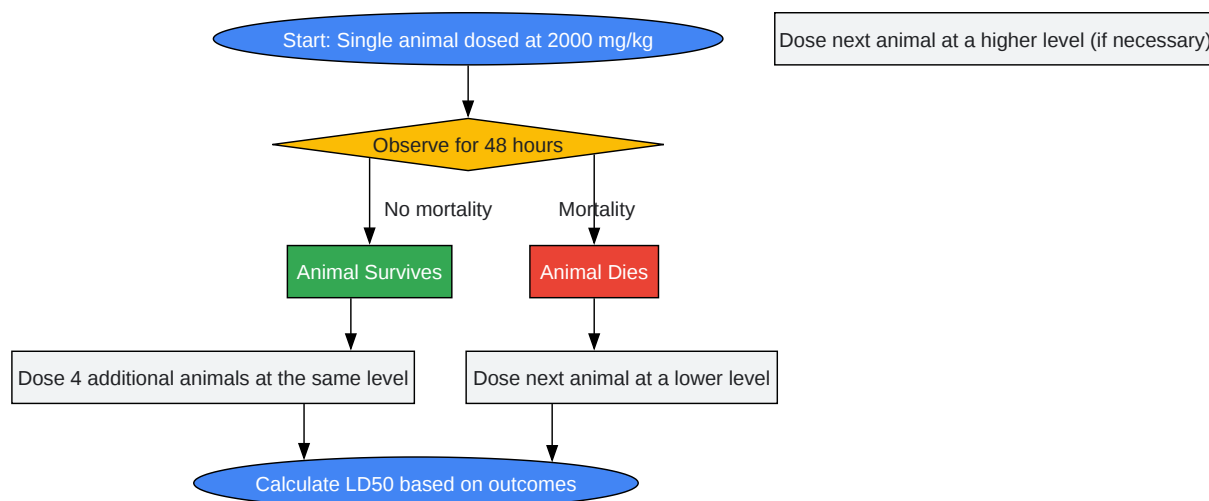 Start: Single animal dosed at 2000 mg/kg
Dose next animal at a higher level (if necessary)
Observe for 48 hours
No mortality
Mortality
Animal Survives
Animal Dies
Dose 4 additional animals at the same level
Dose next animal at a lower level
Calculate LD50 based on outcomes